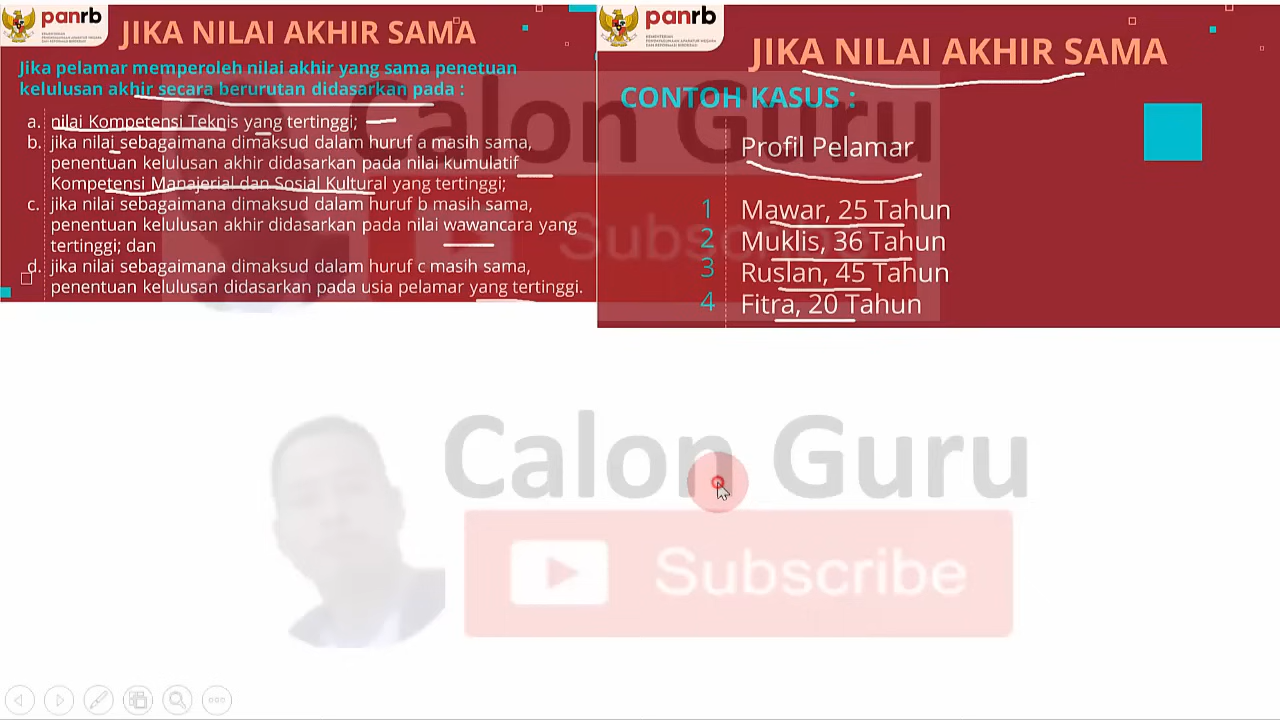 panrb
JIKA NILAI AKHIR SAMA
Jika pelamar memperoleh nilai akhir yang sama penetuan
kelulusan akhir secara berurutan didasarkan pada :
a. nilai Kompetensi Teknis yang tertinggi;
b. jika nilai sebagaimana dimaksud dalam huruf a masih sama,
penentuan kelulusan akhir didasarkan pada nilai kumulatif
Kompetensi Manajerial dan Sosial Kultural yang tertinggi;
c. jika nilai sebagaimana dimaksud dalam huruf b masih sama,
penentuan kelulusan akhir didasarkan pada nilai wawancara yang
tertinggi; dan
d. jika nilai sebagaimana dimaksud dalam huruf c masih sama,
penentuan kelulusan didasarkan pada usia pelamar yang tertinggi.
panrb
JIKA NILAI AKHIR SAMA
CONTOH KASUS :
Profil Pelamar
1 Mawar, 25 Tahun
2 Muklis, 36 Tahun
3 Ruslan, 45 Tahun
4 Fitra, 20 Tahun
Calon Guru
Subscribe
Calon Guru
Subscribe